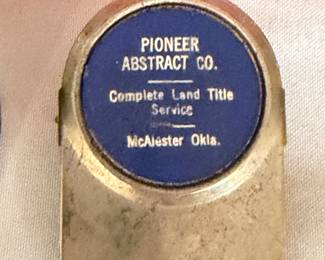 PIONEER
ABSTRACT CO.
Complete Land Title
Service
McAlester Okla.